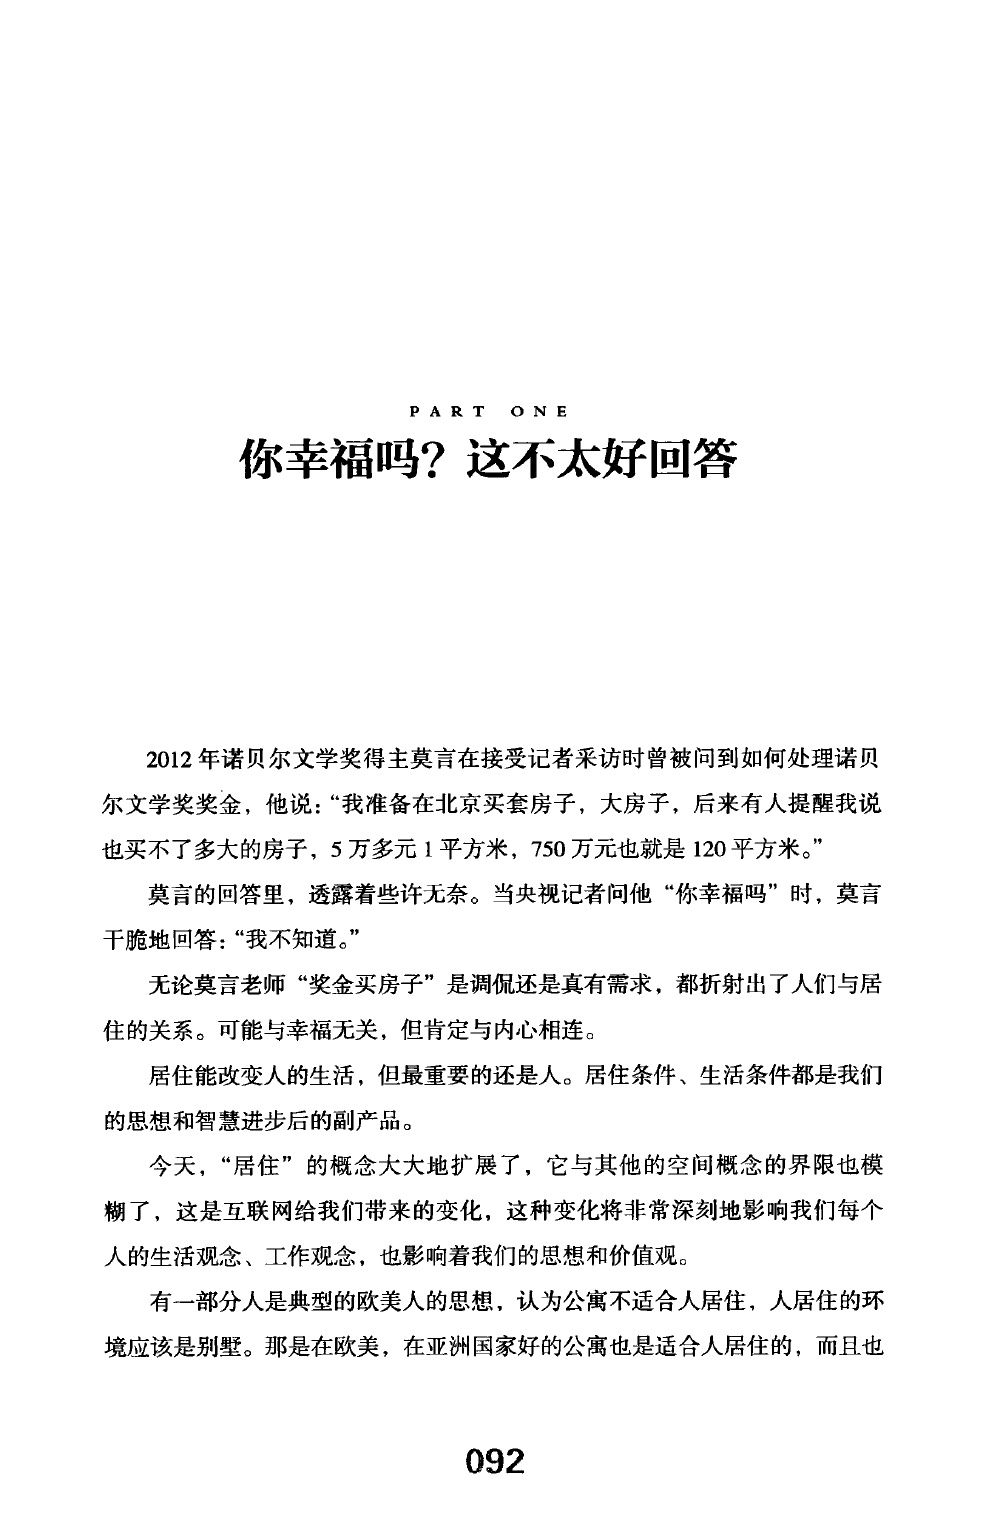 PART ONE
你幸福吗？这不太好回答
2012 年诺贝尔文学奖得主莫言在接受记者采访时曾被问到如何处理诺贝
尔文学奖奖金，他说：“我准备在北京买套房子，大房子，后来有人提醒我说
也买不了多大的房子，5 万多元 1 平方米，750 万元也就是 120 平方米。”
莫言的回答里，透露着些许无奈。当央视记者问他“你幸福吗”时，莫言
干脆地回答：“我不知道。”
无论莫言老师“奖金买房子”是调侃还是真有需求，都折射出了人们与居
住的关系。可能与幸福无关，但肯定与内心相连。
居住能改变人的生活，但最重要的还是人。居住条件、生活条件都是我们
的思想和智慧进步后的副产品。
今天，“居住”的概念大大地扩展了，它与其他的空间概念的界限也模
糊了，这是互联网给我们带来的变化，这种变化将非常深刻地影响我们每个
人的生活观念、工作观念，也影响着我们的思想和价值观。
有一部分人是典型的欧美人的思想，认为公寓不适合人居住，人居住的环
境应该是别墅。那是在欧美，在亚洲国家好的公寓也是适合人居住的，而且也
092